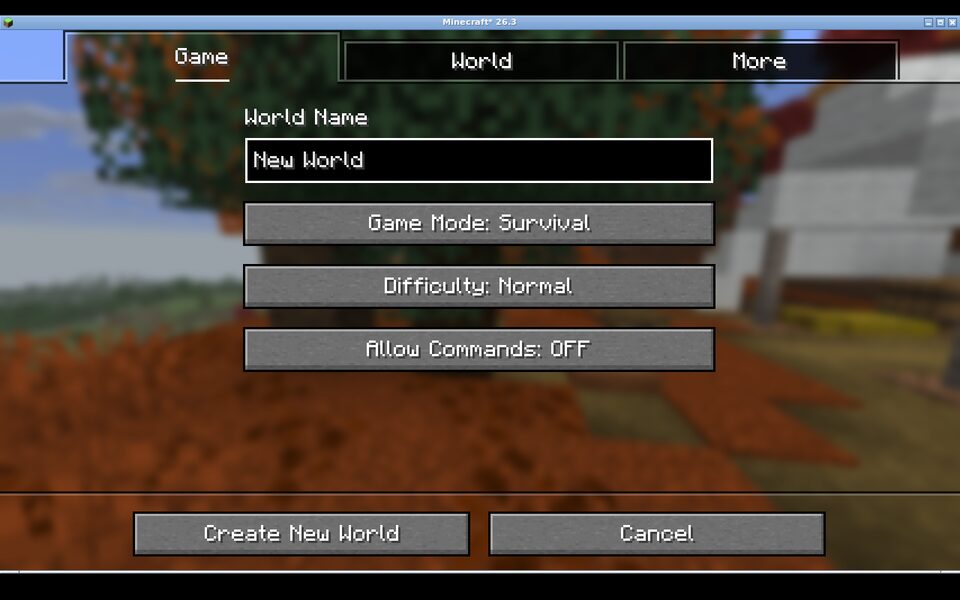 Minecraft* 26.3
Game
World
More
World Name
New World
Game Mode: Survival
Difficulty: Normal
Allow Commands: OFF
Create New World
Cancel